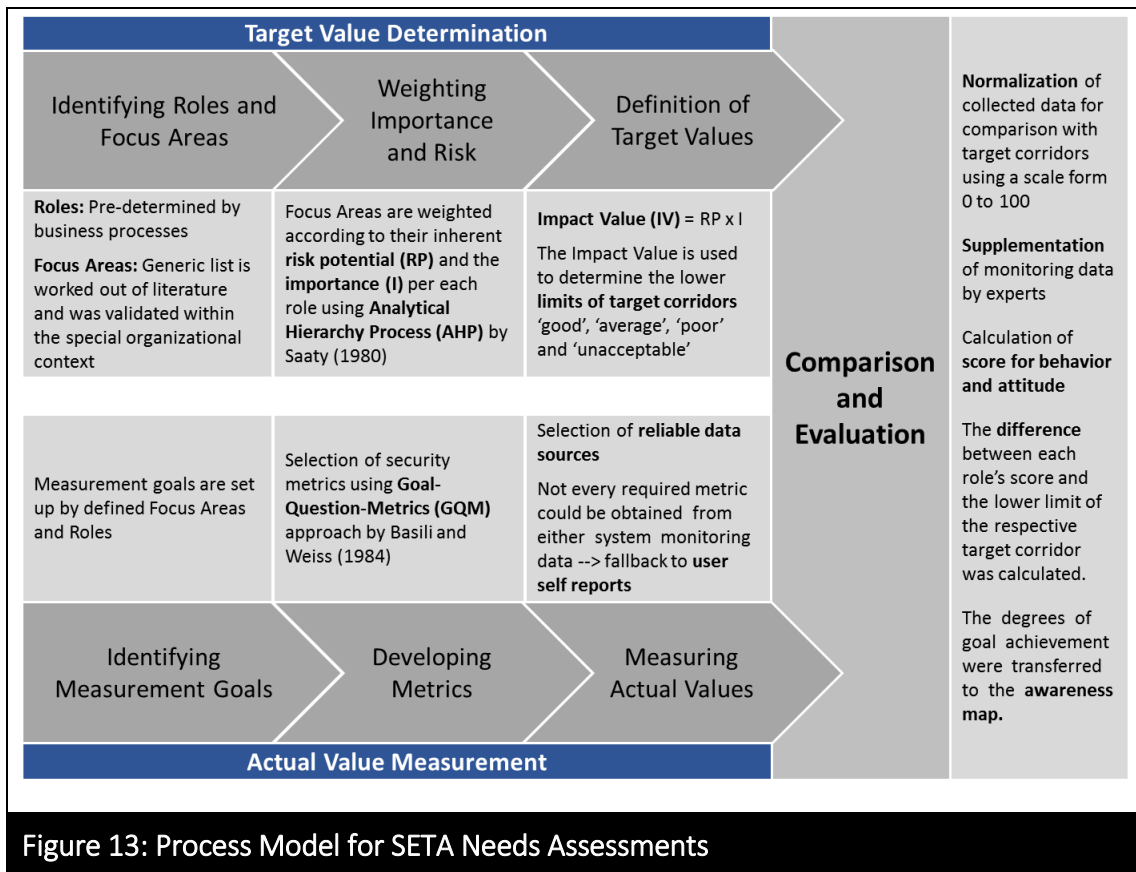 Target Value Determination
Identifying Roles and
Focus Areas
Weighting
Importance
and Risk
Definition of
Target Values
Roles: Pre-determined by
business processes
Focus Areas: Generic list is
worked out of literature
and was validated within
the special organizational
context
Focus Areas are weighted
according to their inherent
risk potential (RP) and the
importance (I) per each
role using Analytical
Hierarchy Process (AHP) by
Saaty (1980)
Impact Value (IV) = RP x I
The Impact Value is used
to determine the lower
limits of target corridors
‘good’, ‘average’, ‘poor’
and ‘unacceptable’
Measurement goals are set
up by defined Focus Areas
and Roles
Selection of security
metrics using Goal-
Question-Metrics (GQM)
approach by Basili and
Weiss (1984)
Selection of reliable data
sources
Not every required metric
could be obtained from
either system monitoring
data --> fallback to user
self reports
Identifying
Measurement Goals
Developing
Metrics
Measuring
Actual Values
Actual Value Measurement
Comparison
and
Evaluation
Normalization of
collected data for
comparison with
target corridors
using a scale form
0 to 100
Supplementation
of monitoring data
by experts
Calculation of
score for behavior
and attitude
The difference
between each
role’s score and
the lower limit of
the respective
target corridor
was calculated.
The degrees of
goal achievement
were transferred
to the awareness
map.
Figure 13: Process Model for SETA Needs Assessments